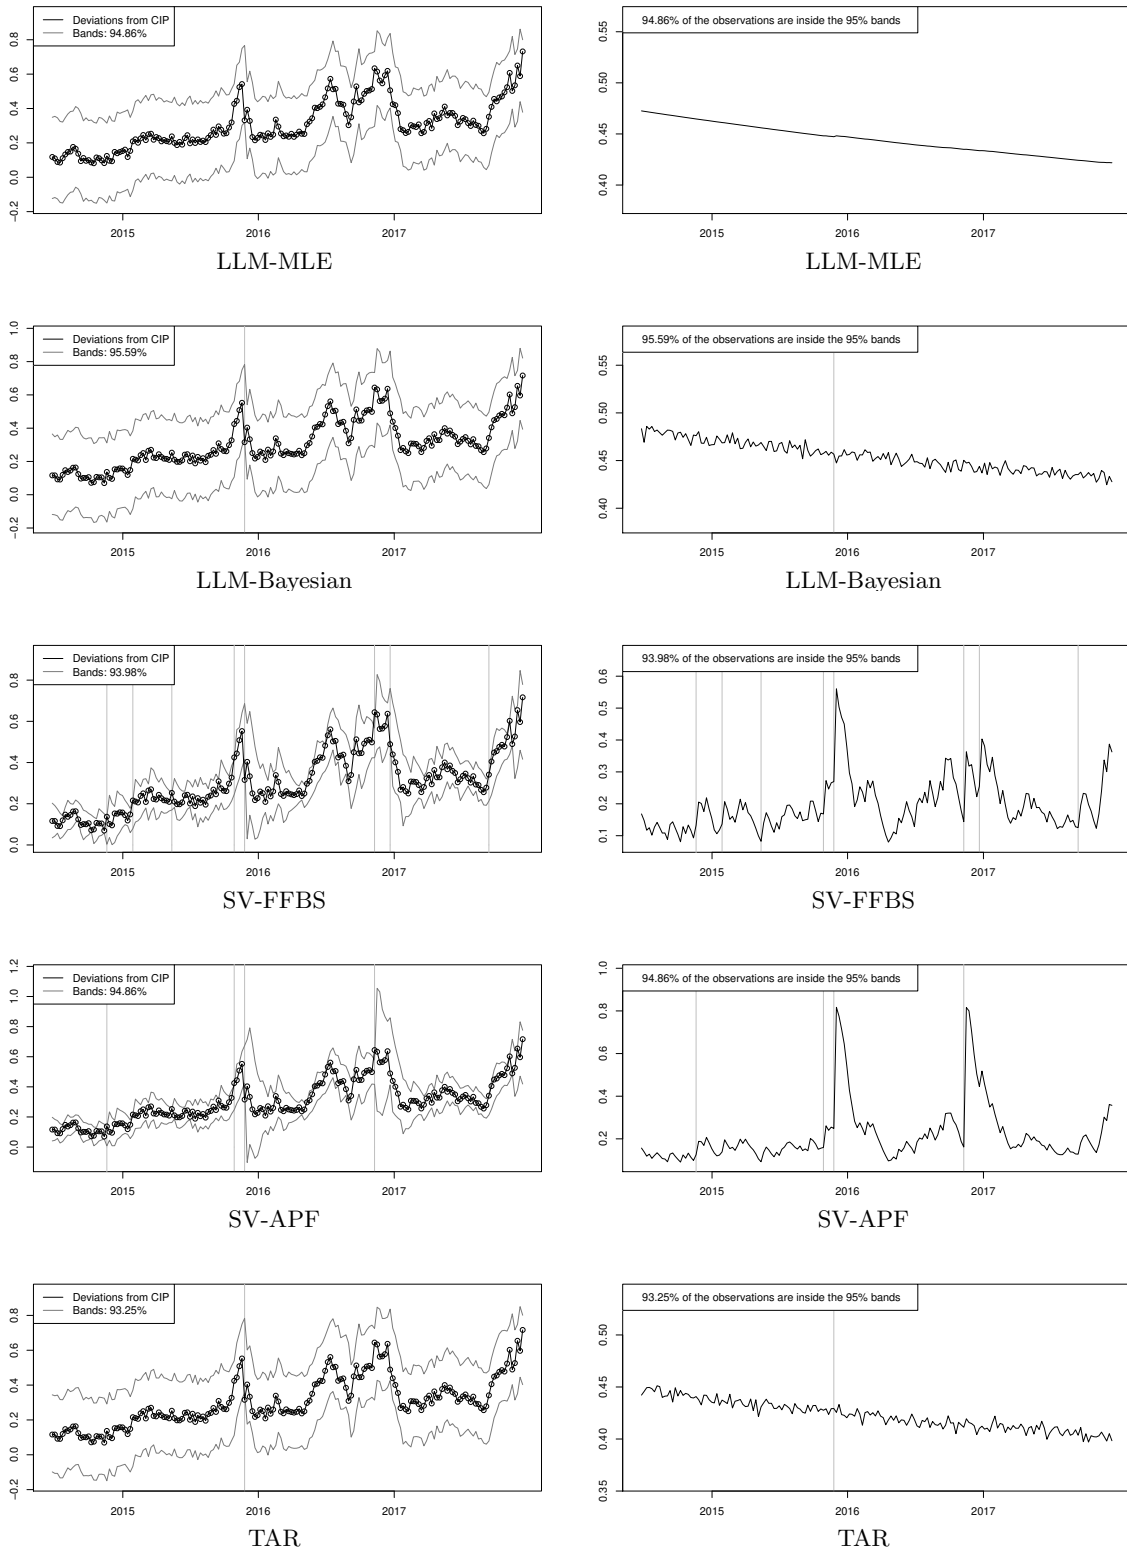 Deviations from CIP
Bands: 94.86%
−0.2 0.0 0.2 0.4 0.6 0.8
2015 2016 2017
LLM-MLE
94.86% of the observations are inside the 95% bands
0.40 0.45 0.50 0.55
2015 2016 2017
LLM-MLE
Deviations from CIP
Bands: 95.59%
−0.2 0.0 0.2 0.4 0.6 0.8 1.0
2015 2016 2017
LLM-Bayesian
95.59% of the observations are inside the 95% bands
0.40 0.45 0.50 0.55
2015 2016 2017
LLM-Bayesian
Deviations from CIP
Bands: 93.98%
0.0 0.2 0.4 0.6 0.8
2015 2016 2017
SV-FFBS
93.98% of the observations are inside the 95% bands
0.1 0.2 0.3 0.4 0.5 0.6
2015 2016 2017
SV-FFBS
Deviations from CIP
Bands: 94.86%
0.0 0.2 0.4 0.6 0.8 1.0 1.2
2015 2016 2017
SV-APF
94.86% of the observations are inside the 95% bands
0.2 0.4 0.6 0.8 1.0
2015 2016 2017
SV-APF
Deviations from CIP
Bands: 93.25%
−0.2 0.0 0.2 0.4 0.6 0.8
2015 2016 2017
TAR
93.25% of the observations are inside the 95% bands
0.35 0.40 0.45 0.50
2015 2016 2017
TAR